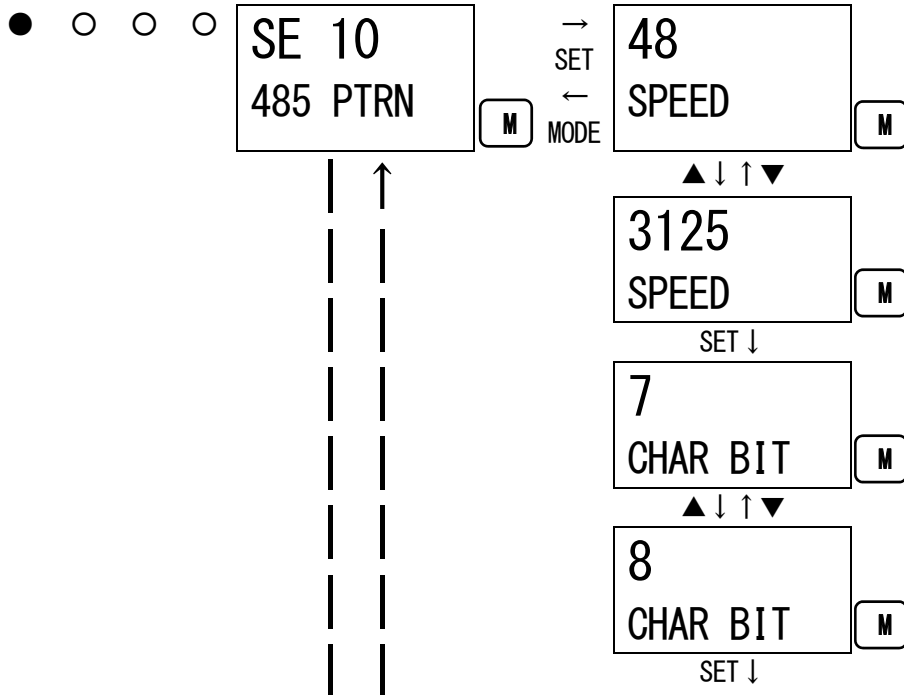 ● ○ ○ ○
SE 10
485 PTRN
M
→
SET
←
MODE
48
SPEED
M
▲↓↑▼
3125
SPEED
M
SET↓
7
CHAR BIT
M
▲↓↑▼
8
CHAR BIT
M
SET↓